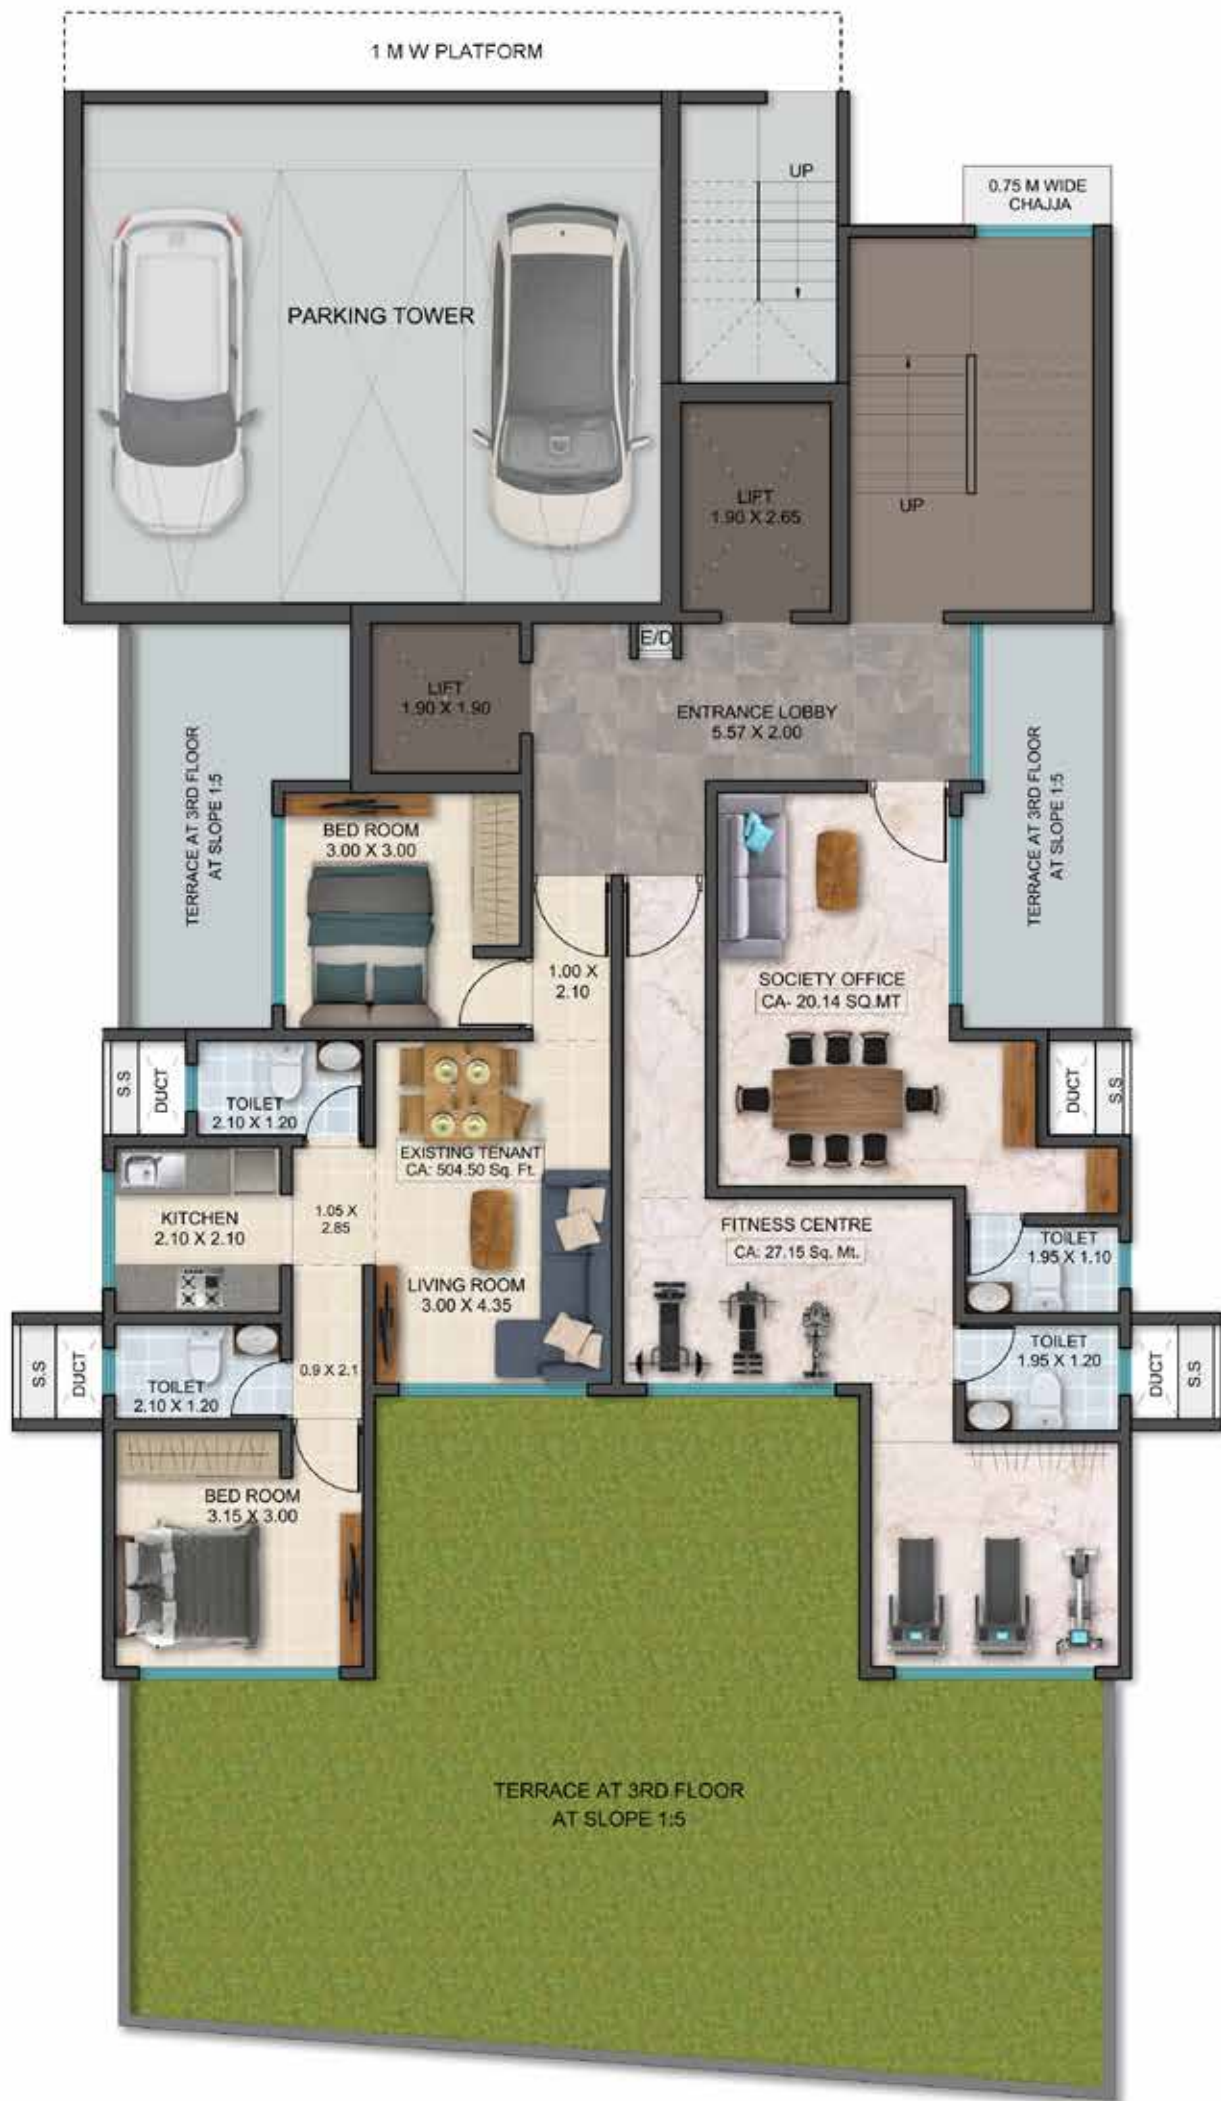 1 M W PLATFORM
UP
0.75 M WIDE
CHAJJA
PARKING TOWER
LIFT
1.90 X 2.65
UP
E/D
LIFT
1.90 X 1.90
ENTRANCE LOBBY
5.57 X 2.00
TERRACE AT 3RD FLOOR
AT SLOPE 1:5
TERRACE AT 3RD FLOOR
AT SLOPE 1:5
BED ROOM
3.00 X 3.00
1.00 X
2.10
SOCIETY OFFICE
CA- 20.14 SQ.MT
S.S
DUCT
TOILET
2.10 X 1.20
DUCT
S.S
EXISTING TENANT
CA: 504.50 Sq. Ft.
KITCHEN
2.10 X 2.10
1.05 X
2.85
FITNESS CENTRE
CA: 27.15 Sq. Mt.
TOILET
1.95 X 1.10
LIVING ROOM
3.00 X 4.35
S.S
DUCT
TOILET
2.10 X 1.20
0.9 X 2.1
TOILET
1.95 X 1.20
DUCT
S.S
BED ROOM
3.15 X 3.00
TERRACE AT 3RD FLOOR
AT SLOPE 1:5